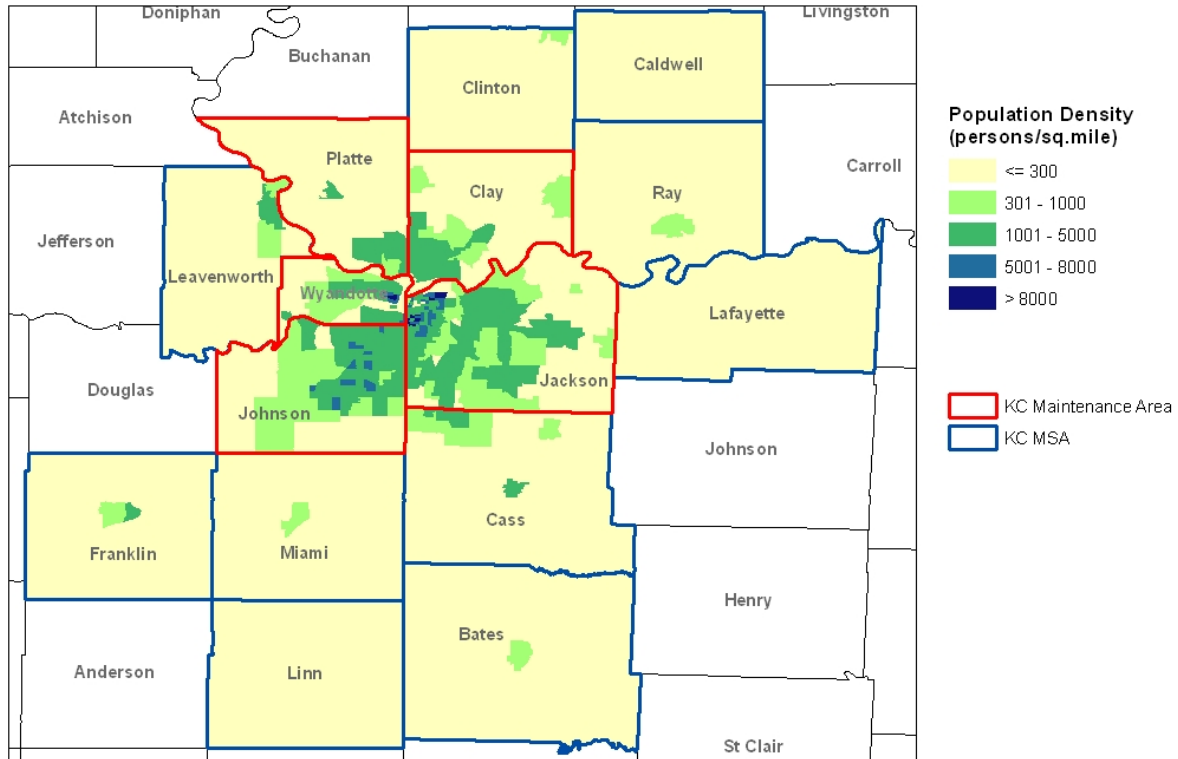 Doniphan
Livingston
Buchanan
Caldwell
Clinton
Atchison
Platte
Carroll
Clay
Ray
Jefferson
Leavenworth
Wyandotte
Lafayette
Douglas
Jackson
Johnson
Johnson
Cass
Franklin
Miami
Henry
Bates
Anderson
Linn
St Clair
Population Density
(persons/sq.mile)
<= 300
301 - 1000
1001 - 5000
5001 - 8000
> 8000
KC Maintenance Area
KC MSA